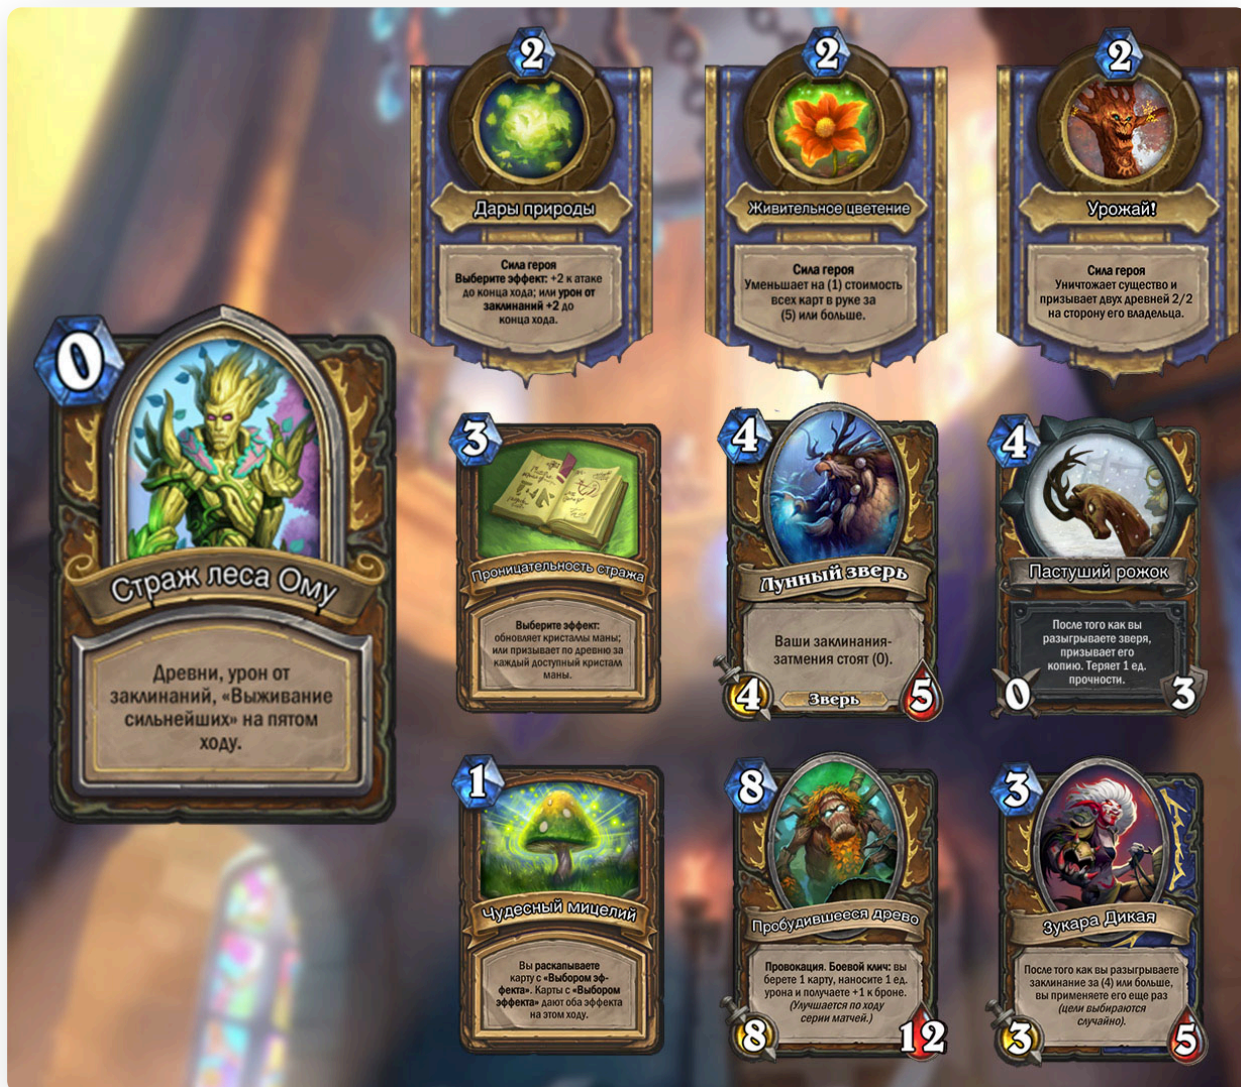 0
Страж леса Ому
Древни, урон от
заклинаний, «Выживание
сильнейших» на пятом
ходу.
2
Дары природы
Сила героя
Выберите эффект: +2 к атаке
до конца хода; или урон от
заклинаний +2 до
конца хода.
2
Живительное цветение
Сила героя
Уменьшает на (1) стоимость
всех карт в руке за
(5) или больше.
2
Урожай!
Сила героя
Уничтожает существо и
призывает двух древней 2/2
на сторону его владельца.
3
Проницательность стража
Выберите эффект:
обновляет кристаллы маны;
или призывает по древню за
каждый доступный кристалл
маны.
4
Лунный зверь
Ваши заклинания-
затмения стоят (0).
4
Зверь
5
4
Пастуший рожок
После того как вы
разыгрываете зверя,
призывает его
копию. Теряет 1 ед.
прочности.
0
3
1
Чудесный мицелий
Вы раскапываете
карту с «Выбором эф-
фекта». Карты с «Выбором
эффекта» дают оба эффекта
на этом ходу.
8
Пробудившееся древо
Провокация. Боевой клич: вы
берете 1 карту, наносите 1 ед.
урона и получаете +1 к броне.
(Улучшается по ходу
серии матчей.)
8
12
3
Зукара Дикая
После того как вы разыгрываете
заклинание за (4) или больше,
вы применяете его еще раз
(цели выбираются
случайно).
3
5